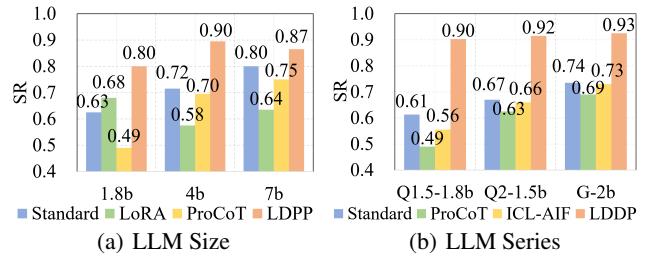 1.0
0.9
0.8
0.7
0.6
0.5
0.4
SR
0.63 0.68 0.49 0.80
0.72 0.58 0.70 0.90
0.80 0.64 0.75 0.87
1.8b 4b 7b
Standard LoRA ProCoT LDPP
(a) LLM Size
1.0
0.9
0.8
0.7
0.6
0.5
0.4
SR
0.61 0.49 0.56 0.90
0.67 0.63 0.66 0.92
0.74 0.69 0.73 0.93
Q1.5-1.8b Q2-1.5b G-2b
Standard ProCoT ICL-AIF LDDP
(b) LLM Series